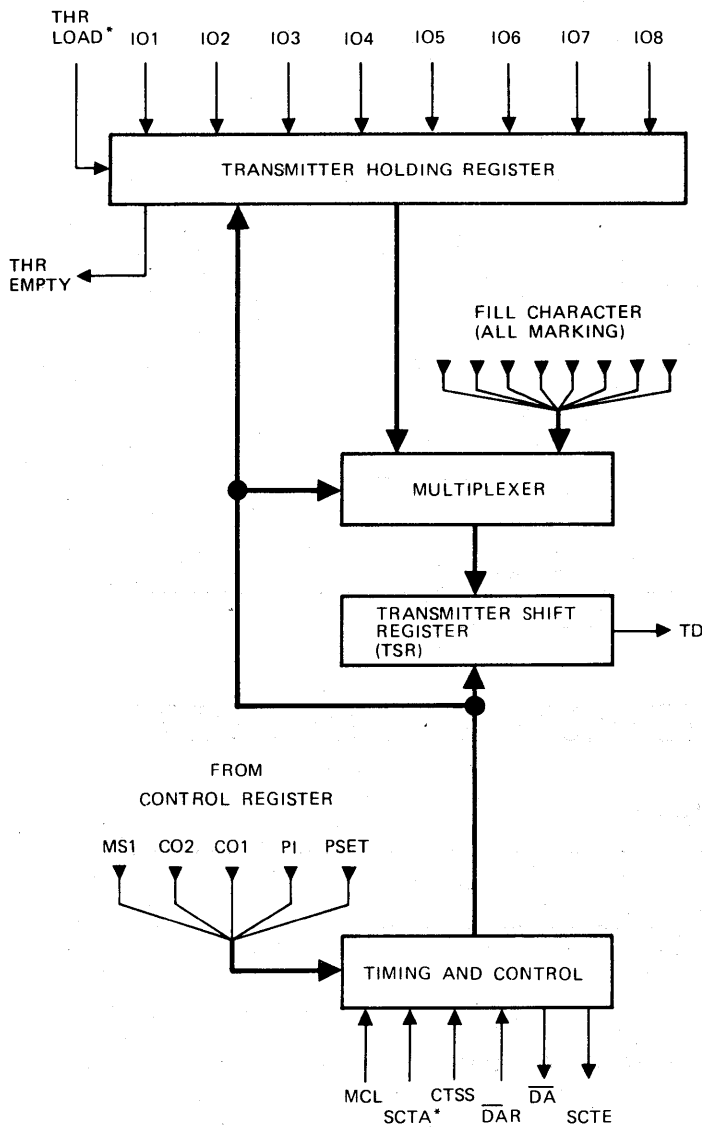 THR
LOAD*
IO1 IO2 IO3 IO4 IO5 IO6 IO7 IO8
TRANSMITTER HOLDING REGISTER
THR
EMPTY
FILL CHARACTER
(ALL MARKING)
MULTIPLEXER
TRANSMITTER SHIFT
REGISTER
(TSR)
TD
FROM
CONTROL REGISTER
MS1 CO2 CO1 PI PSET
TIMING AND CONTROL
MCL SCTA* CTSS D̅A̅R D̅A̅ SCTE